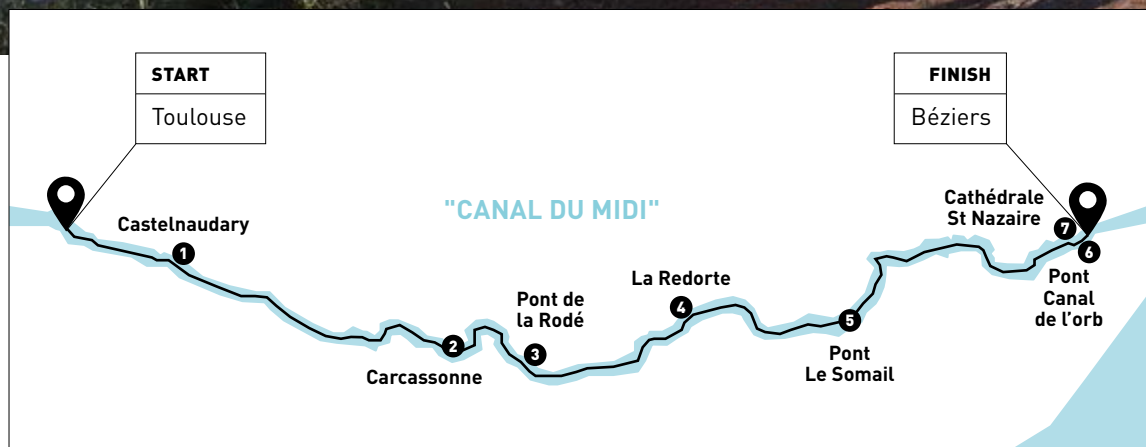 START
Toulouse
FINISH
Béziers
"CANAL DU MIDI"
Castelnaudary
1
2
Carcassonne
Pont de
la Rodé
3
La Redorte
4
5
Pont
Le Somail
Cathédrale
St Nazaire
7
6
Pont
Canal
de l'orb